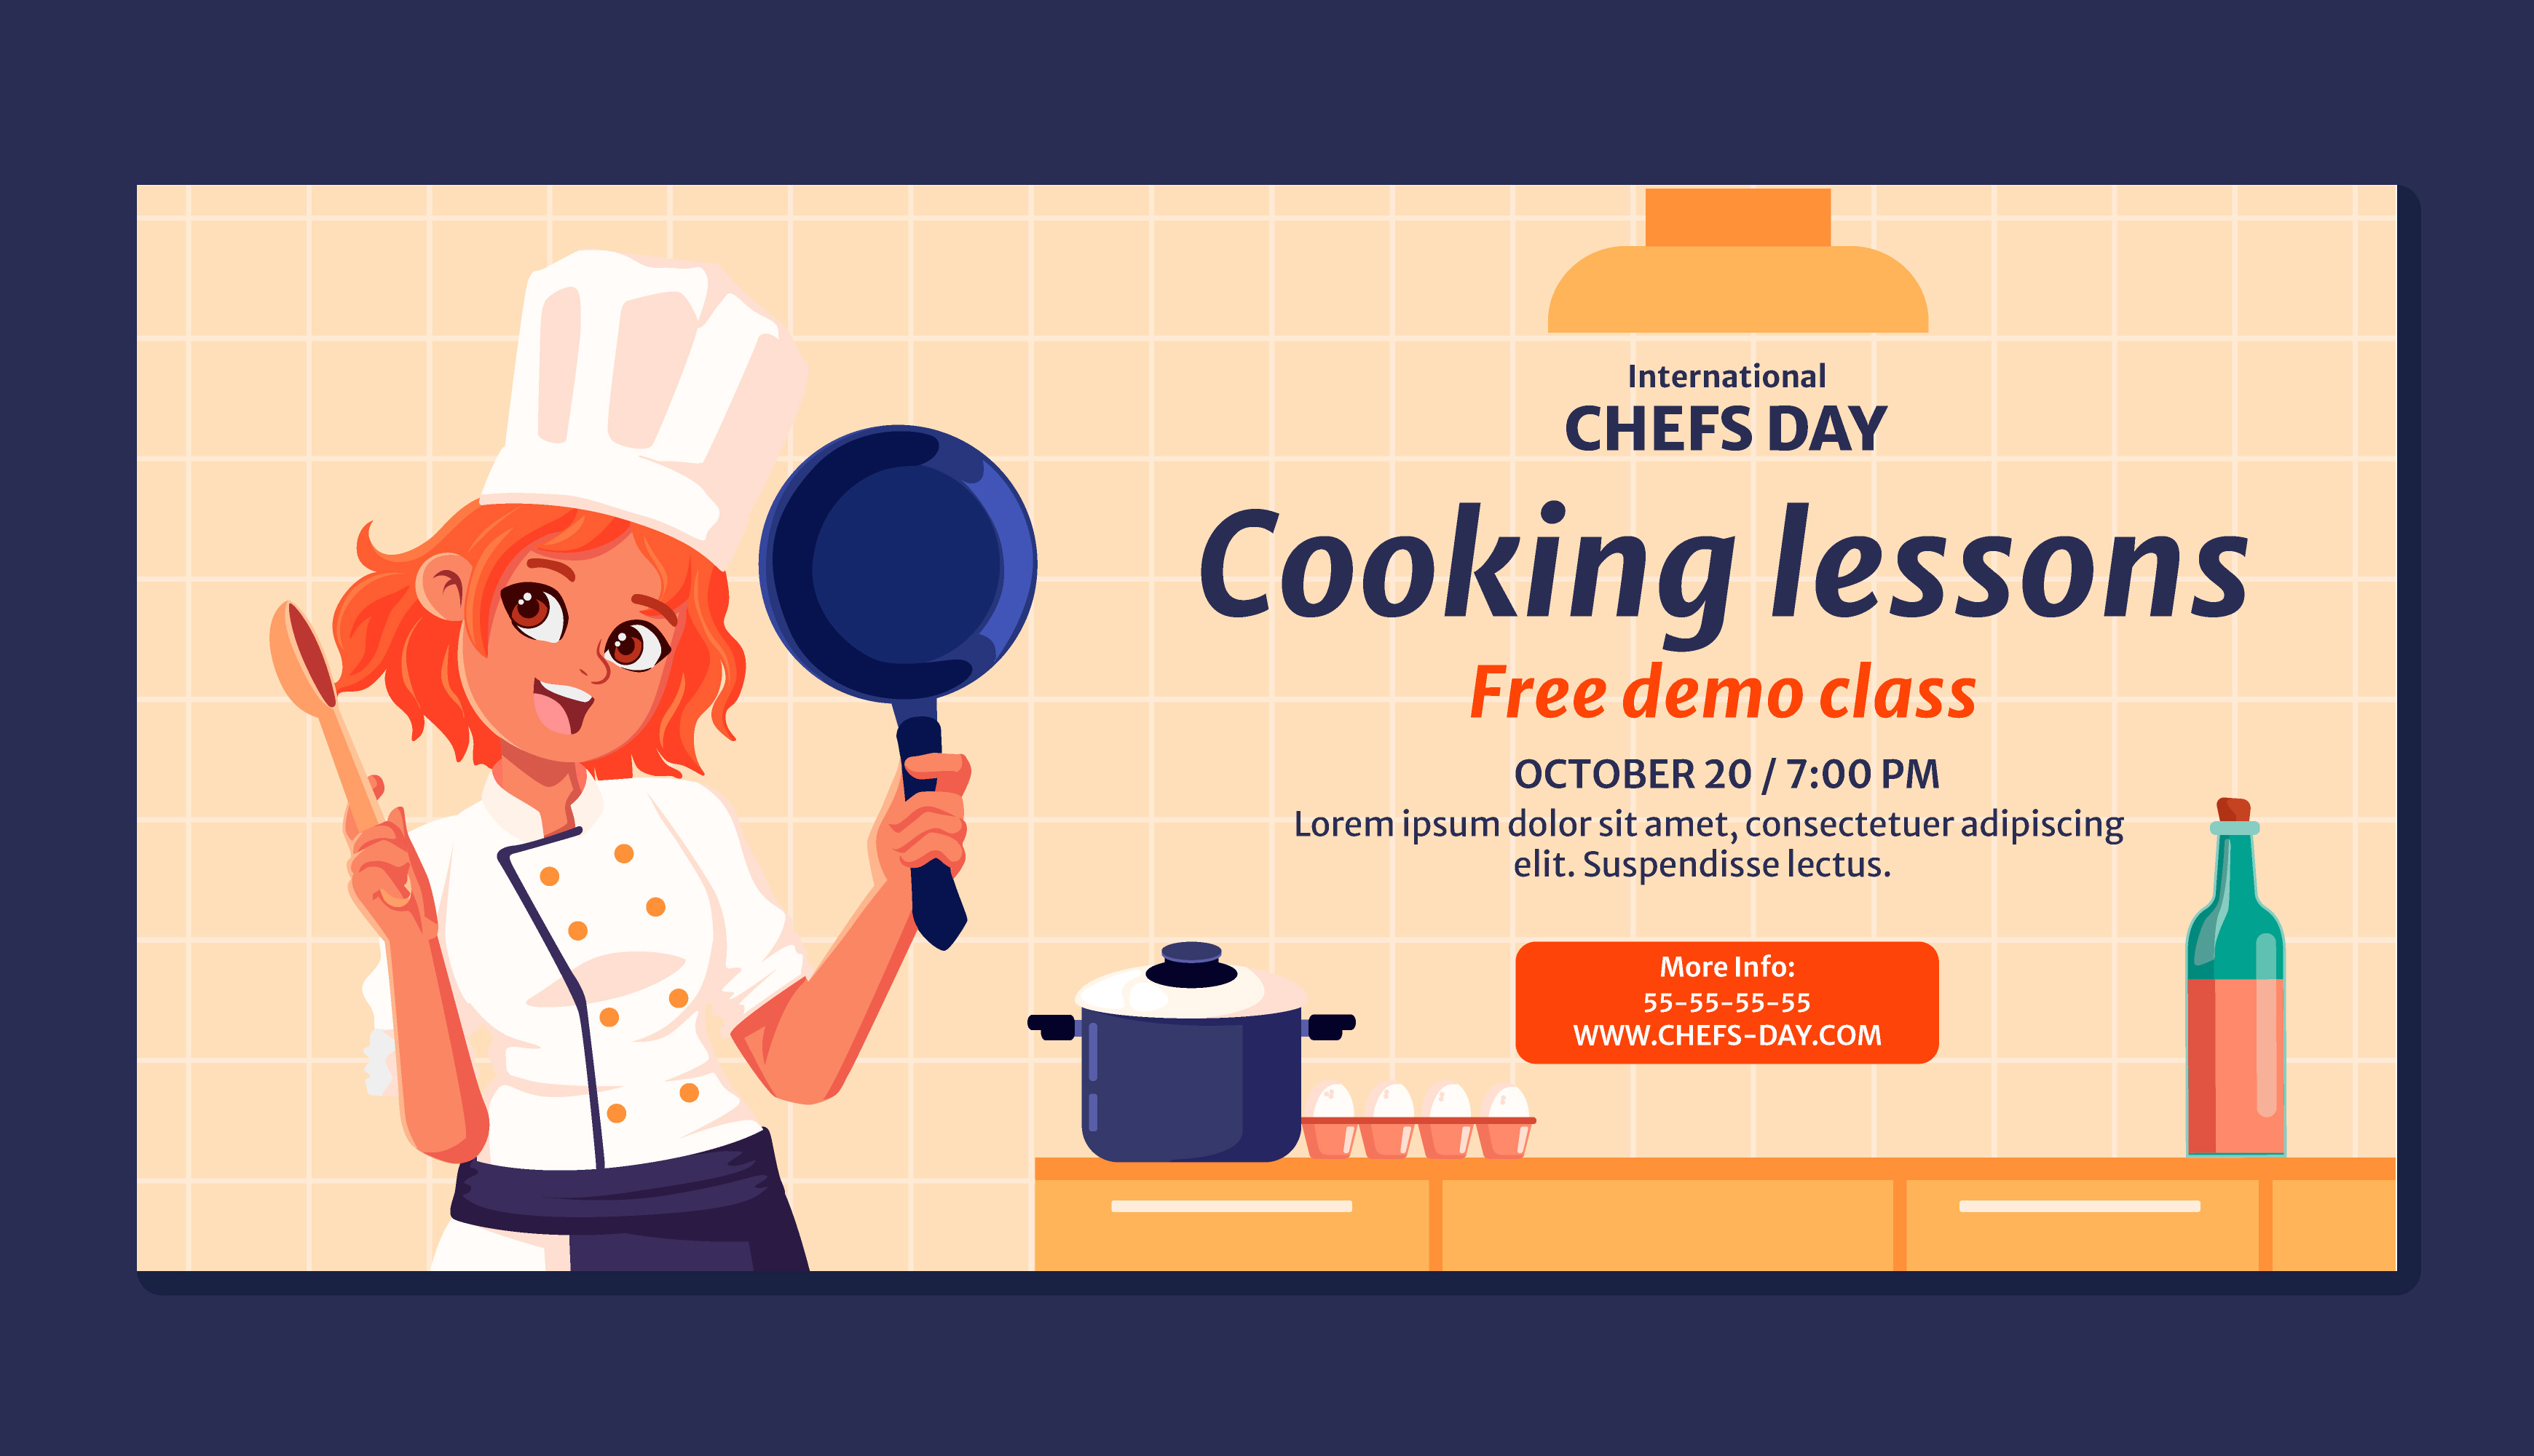 International
CHEFS DAY
Cooking lessons
Free demo class
OCTOBER 20 / 7:00 PM
Lorem ipsum dolor sit amet, consectetuer adipiscing
elit. Suspendisse lectus.
More Info:
55-55-55-55
WWW.CHEFS-DAY.COM